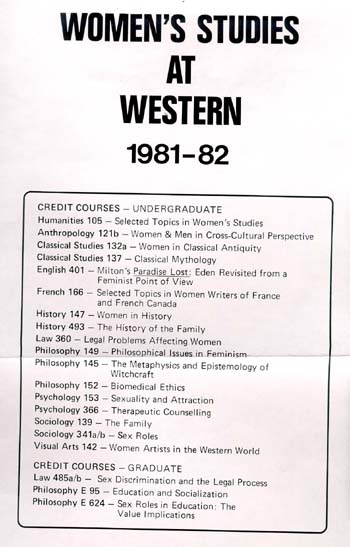 WOMEN'S STUDIES
AT
WESTERN
1981-82
CREDIT COURSES — UNDERGRADUATE
Humanities 105 — Selected Topics in Women's Studies
Anthropology 121b — Women & Men in Cross-Cultural Perspective
Classical Studies 132a — Women in Classical Antiquity
Classical Studies 137 — Classical Mythology
English 401 — Milton's Paradise Lost: Eden Revisited from a
Feminist Point of View
French 166 — Selected Topics in Women Writers of France
and French Canada
History 147 — Women in History
History 493 — The History of the Family
Law 360 — Legal Problems Affecting Women
Philosophy 149 — Philosophical Issues in Feminism
Philosophy 145 — The Metaphysics and Epistemology of
Witchcraft
Philosophy 152 — Biomedical Ethics
Psychology 153 — Sexuality and Attraction
Psychology 366 — Therapeutic Counselling
Sociology 139 — The Family
Sociology 341a/b — Sex Roles
Visual Arts 142 — Women Artists in the Western World
CREDIT COURSES — GRADUATE
Law 485a/b — Sex Discrimination and the Legal Process
Philosophy E 95 — Education and Socialization
Philosophy E 624 — Sex Roles in Education: The
Value Implications